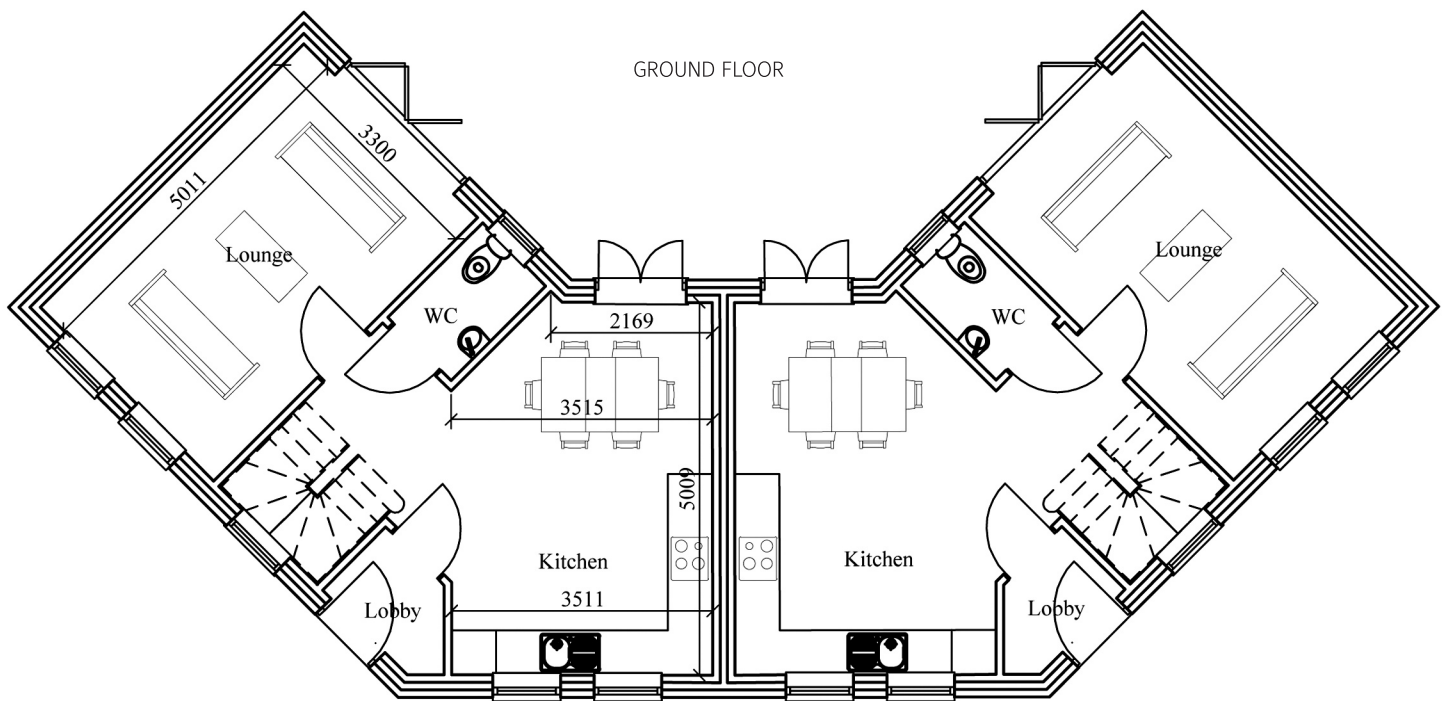 GROUND FLOOR
3300
5011
Lounge
Lounge
WC
2169
WC
3515
5009
Kitchen
Kitchen
3511
Lobby
Lobby